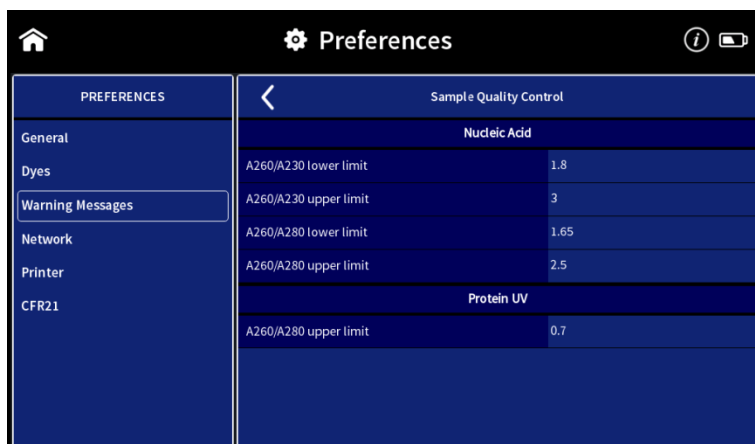 Preferences
PREFERENCES
General
Dyes
Warning Messages
Network
Printer
CFR21
Sample Quality Control
Nucleic Acid
A260/A230 lower limit 1.8
A260/A230 upper limit 3
A260/A280 lower limit 1.65
A260/A280 upper limit 2.5
Protein UV
A260/A280 upper limit 0.7